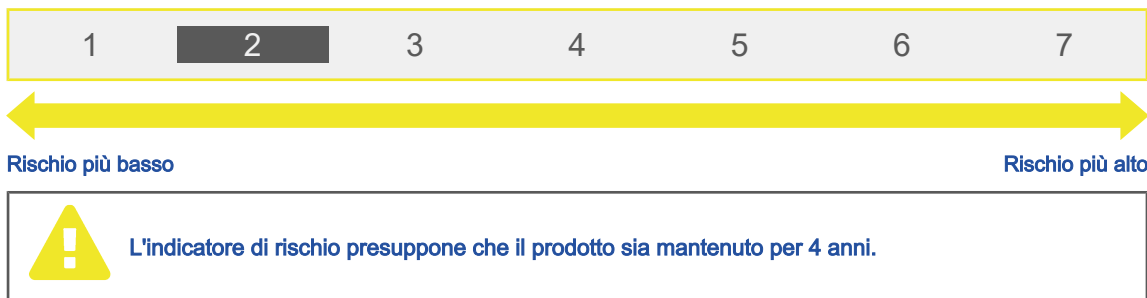 1 2 3 4 5 6 7
Rischio più basso Rischio più alto
L'indicatore di rischio presuppone che il prodotto sia mantenuto per 4 anni.